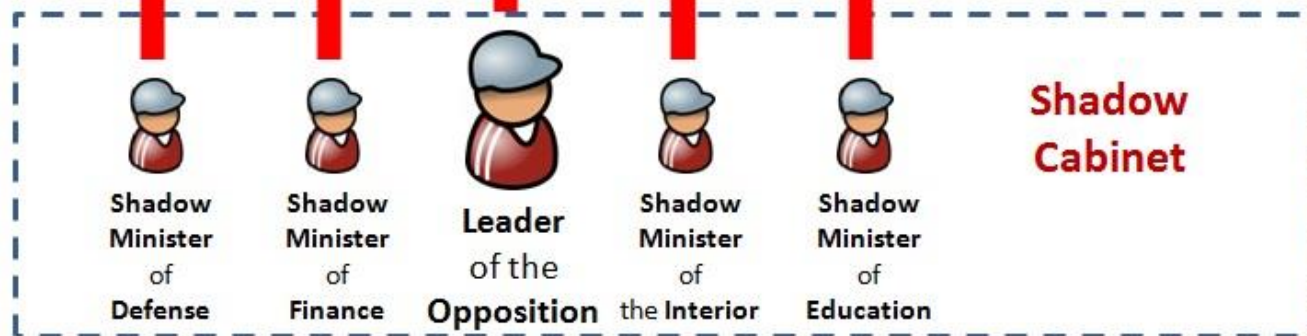 Shadow
Minister
of
Defense
Shadow
Minister
of
Finance
Leader
of the
Opposition
Shadow
Minister
of
the Interior
Shadow
Minister
of
Education
Shadow
Cabinet